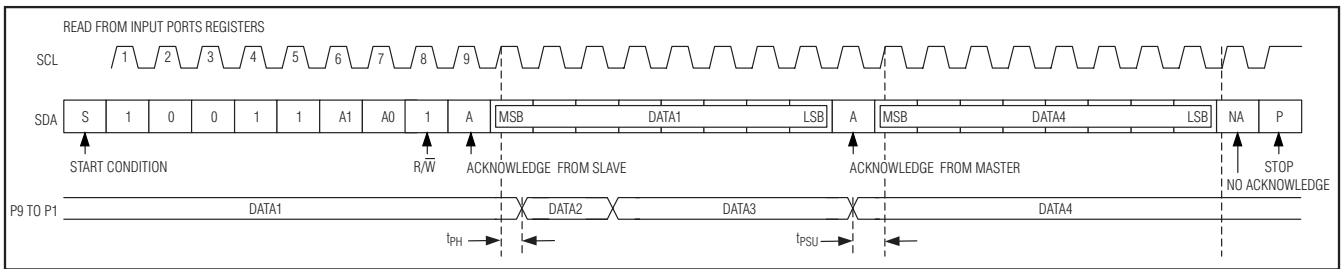 READ FROM INPUT PORTS REGISTERS
SCL 1 2 3 4 5 6 7 8 9
SDA S 1 0 0 1 1 A1 A0 1 A MSB DATA1 LSB A MSB DATA4 LSB NA P
START CONDITION R/W̅ ACKNOWLEDGE FROM SLAVE ACKNOWLEDGE FROM MASTER STOP
NO ACKNOWLEDGE
P9 TO P1 DATA1 DATA2 DATA3 DATA4
tPH tPSU